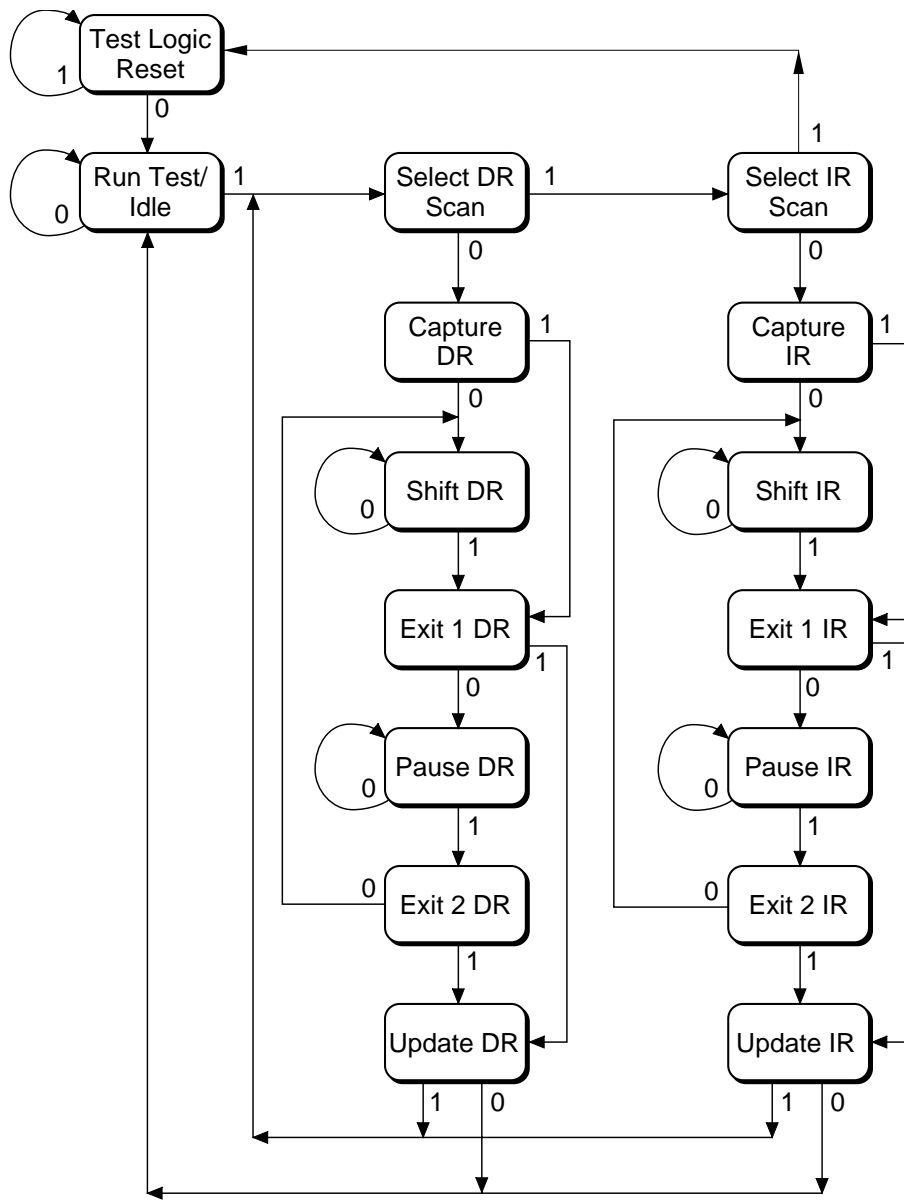 Test Logic
Reset
1
0
1
Run Test/
Idle
0
1
Select DR
Scan
1
Select IR
Scan
0
0
Capture
DR
1
Capture
IR
1
0
0
Shift DR
0
Shift IR
0
1
1
Exit 1 DR
1
Exit 1 IR
1
0
0
Pause DR
0
Pause IR
0
1
1
0
Exit 2 DR
0
Exit 2 IR
1
1
Update DR
Update IR
1
0
1
0